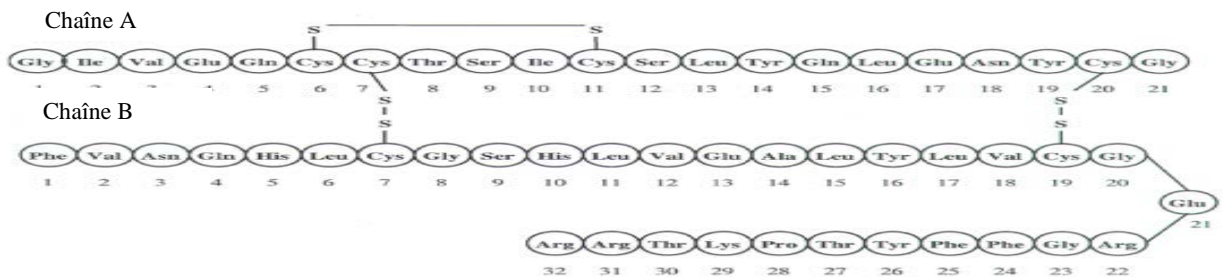 Chaîne A
S S
Gly Ile Val Glu Gln Cys Cys Thr Ser Ile Cys Ser Leu Tyr Gln Leu Glu Asn Tyr Cys Gly
5 6 7 8 9 10 11 12 13 14 15 16 17 18 19 20 21
S S
Chaîne B
S S
Phe Val Asn Gln His Leu Cys Gly Ser His Leu Val Glu Ala Leu Tyr Leu Val Cys Gly
1 2 3 4 5 6 7 8 9 10 11 12 13 14 15 16 17 18 19 20
Glu
21
Arg Arg Thr Lys Pro Thr Tyr Phe Phe Gly Arg
32 31 30 29 28 27 26 25 24 23 22